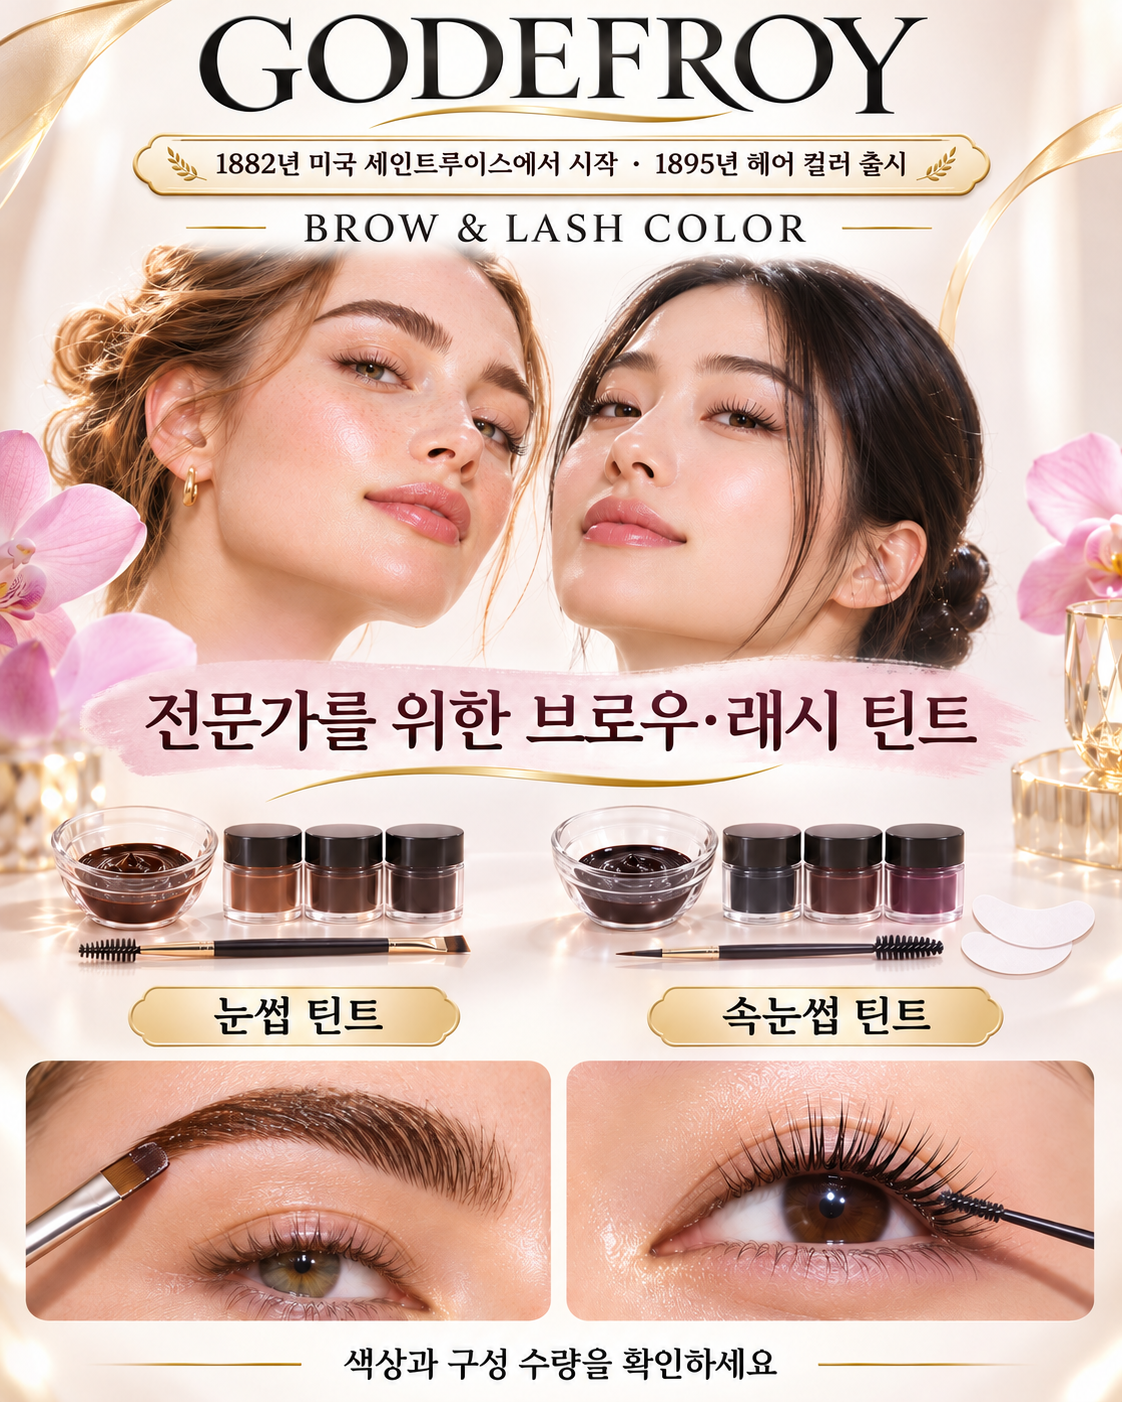 GODEFROY
1882년 미국 세인트루이스에서 시작 · 1895년 헤어 컬러 출시
BROW & LASH COLOR
전문가를 위한 브로우·래시 틴트
눈썹 틴트
속눈썹 틴트
색상과 구성 수량을 확인하세요